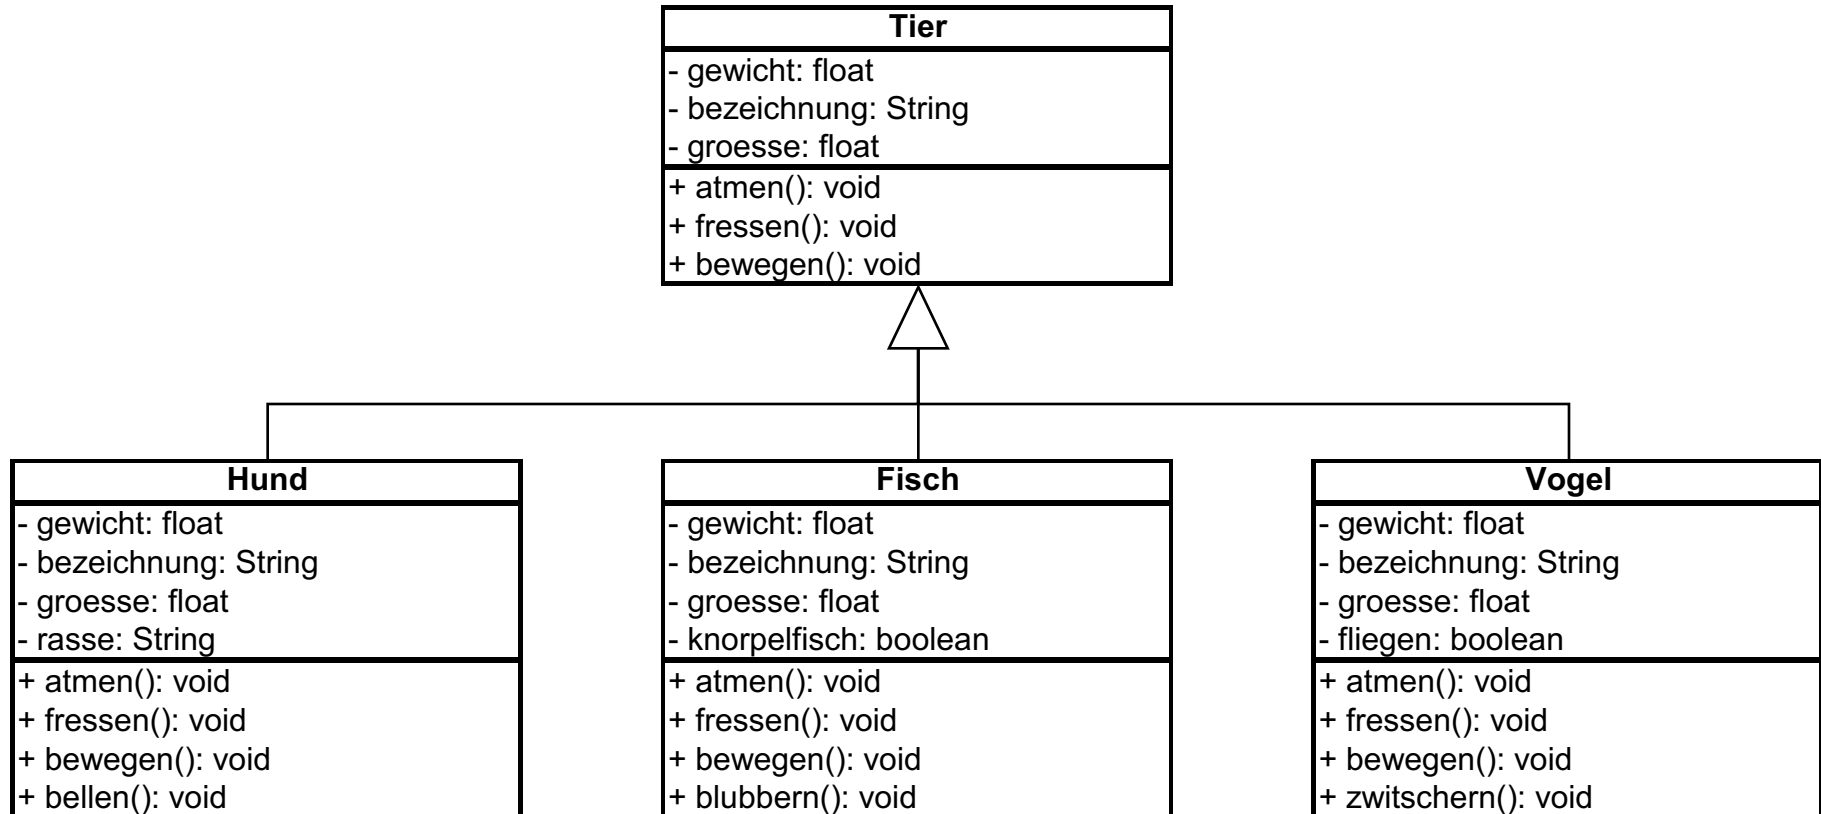 Tier
- gewicht: float
- bezeichnung: String
- groesse: float
+ atmen(): void
+ fressen(): void
+ bewegen(): void
Hund
- gewicht: float
- bezeichnung: String
- groesse: float
- rasse: String
+ atmen(): void
+ fressen(): void
+ bewegen(): void
+ bellen(): void
Fisch
- gewicht: float
- bezeichnung: String
- groesse: float
- knorpelfisch: boolean
+ atmen(): void
+ fressen(): void
+ bewegen(): void
+ blubbern(): void
Vogel
- gewicht: float
- bezeichnung: String
- groesse: float
- fliegen: boolean
+ atmen(): void
+ fressen(): void
+ bewegen(): void
+ zwitschern(): void